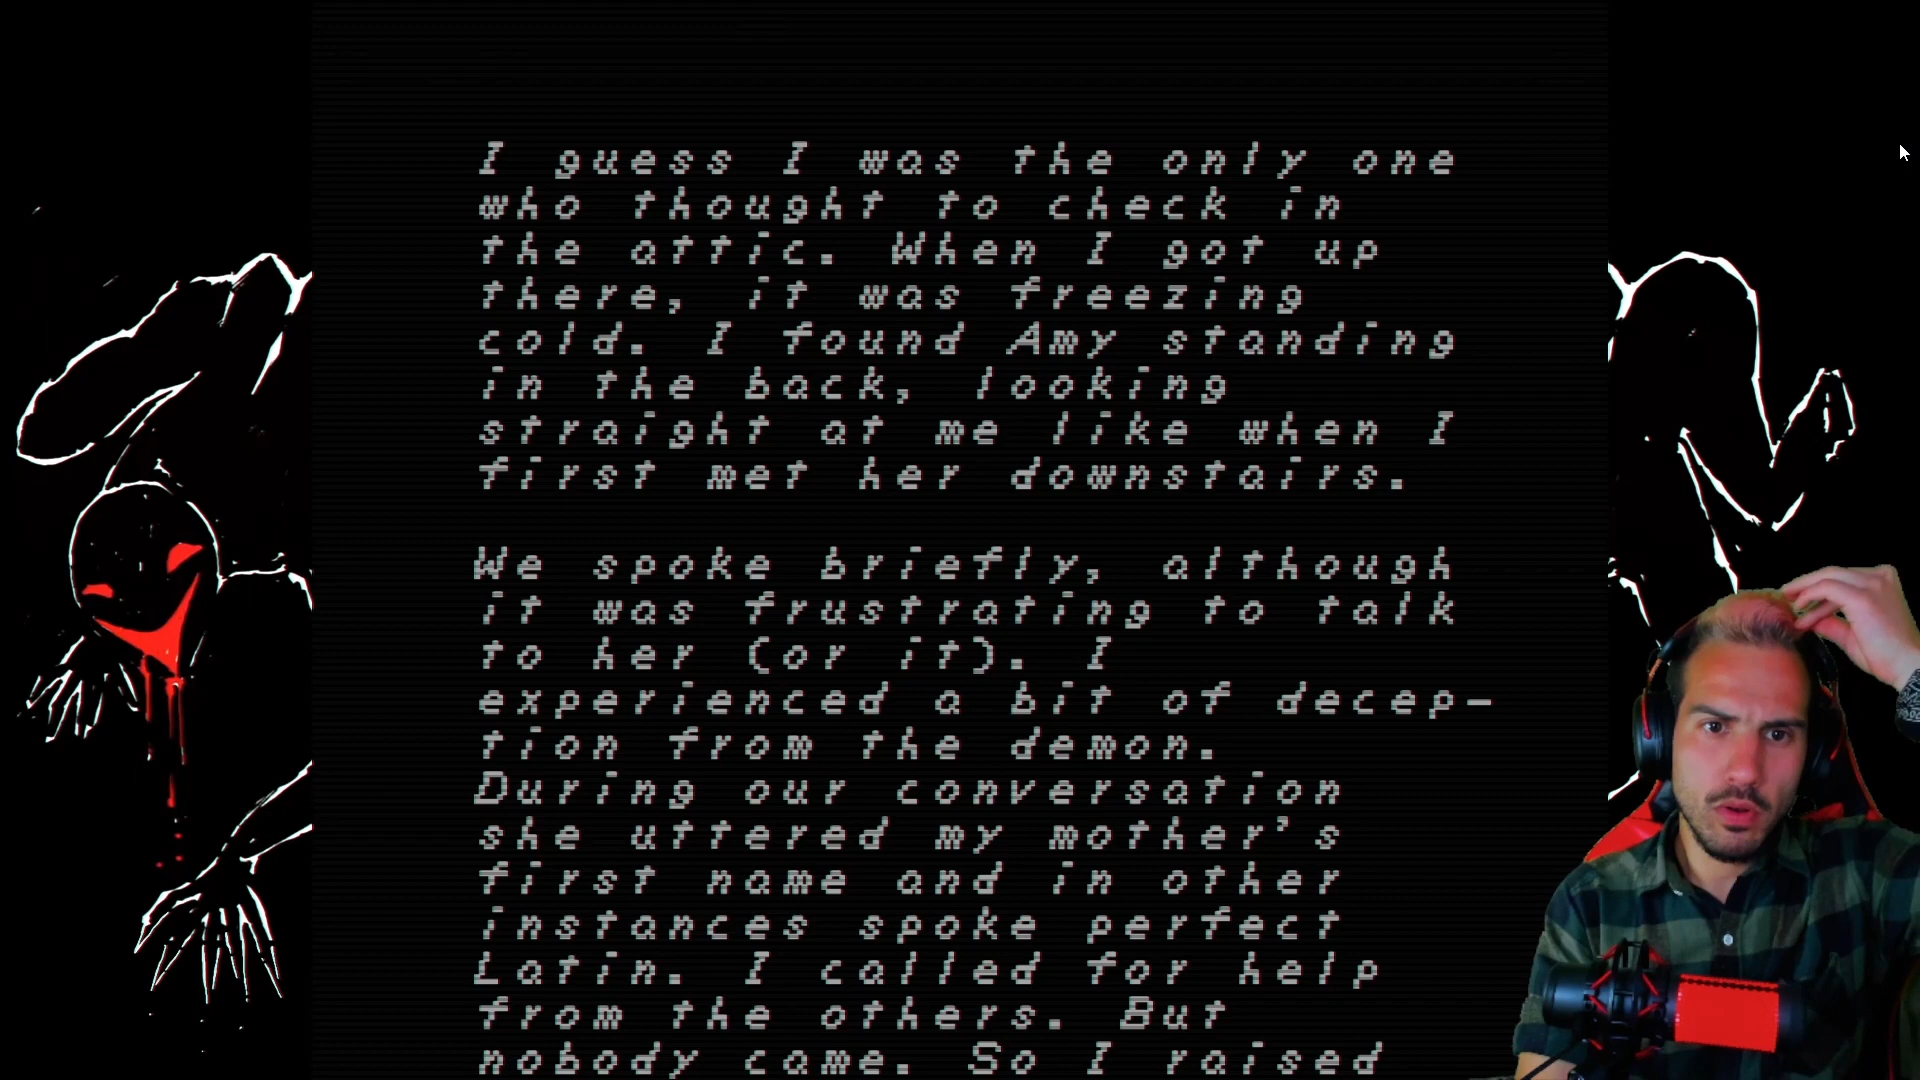 I guess I was the only one
who thought to check in
the attic. When I got up
there, it was freezing
cold. I found Amy standing
in the back, looking
straight at me like when I
first met her downstairs.
We spoke briefly, although
it was frustrating to talk
to her (or it). I
experienced a bit of decep-
tion from the demon.
During our conversation
she uttered my mother's
first name and in other
instances spoke perfect
Latin. I called for help
from the others. But
nobody came. So I raised